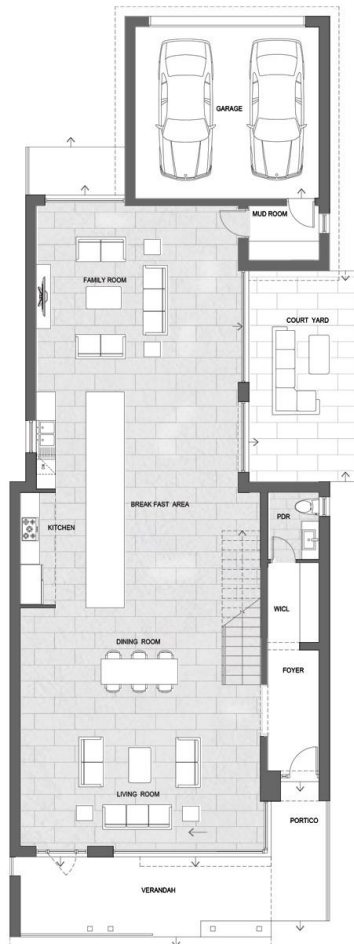 GARAGE
MUD ROOM
FAMILY ROOM
COURT YARD
BREAK FAST AREA
PDR
KITCHEN
WICL
DINING ROOM
FOYER
LIVING ROOM
PORTICO
VERANDAH